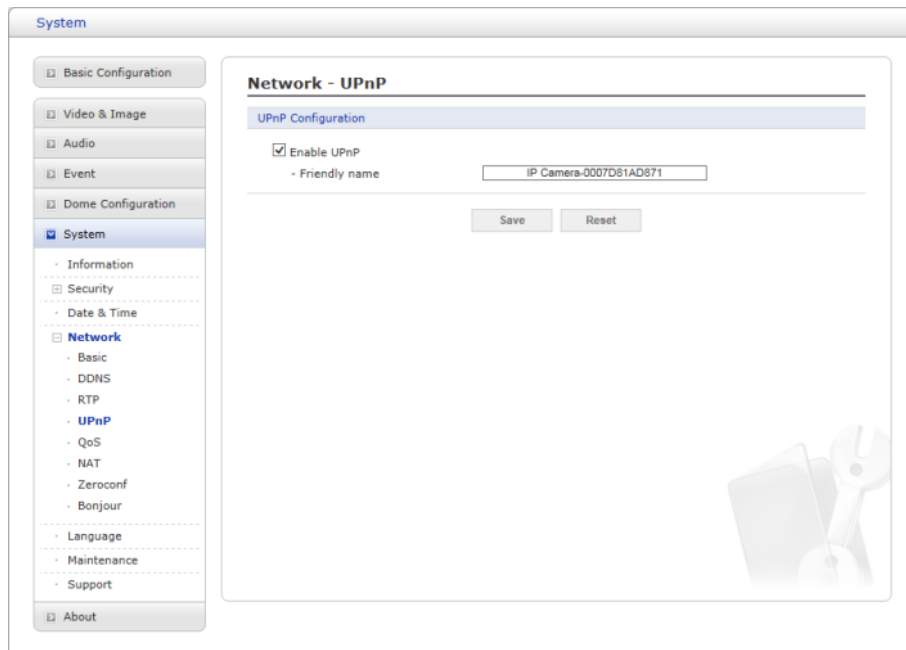 System
Basic Configuration
Video & Image
Audio
Event
Dome Configuration
System
Information
Security
Date & Time
Network
Basic
DDNS
RTP
UPnP
QoS
NAT
Zeroconf
Bonjour
Language
Maintenance
Support
About
Network - UPnP
UPnP Configuration
Enable UPnP
- Friendly name IP Camera-0007D81AD871
Save Reset